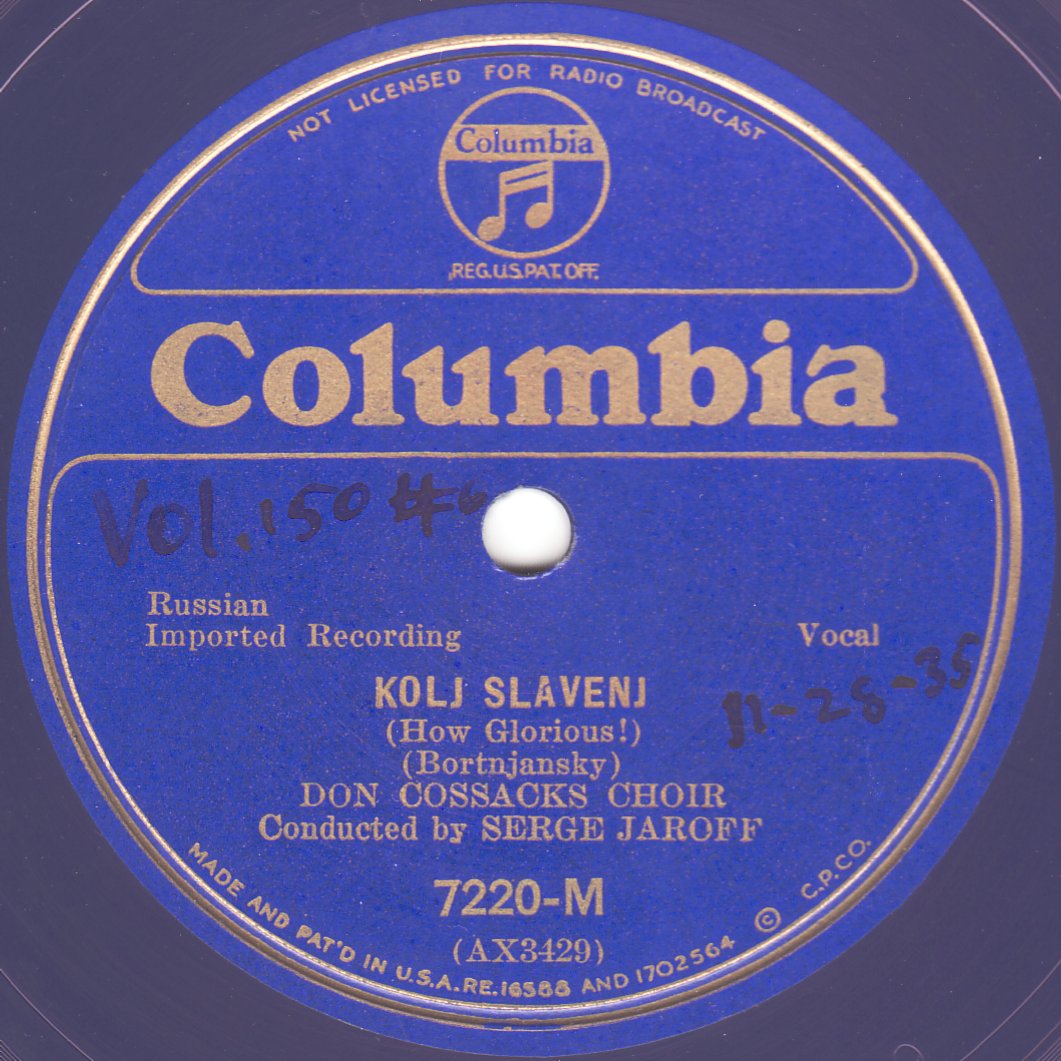 NOT LICENSED FOR RADIO BROADCAST
Columbia
REG.U.S.PAT. OFF.
Columbia
Vol. 150 #6
Russian
Imported Recording
Vocal
KOLJ SLAVENJ
11-28-35
(How Glorious!)
(Bortnjansky)
DON COSSACKS CHOIR
Conducted by SERGE JAROFF
7220-M
(AX3429)
MADE AND PAT'D IN U.S.A. RE. 16588 AND 1702564 © C.P.CO.